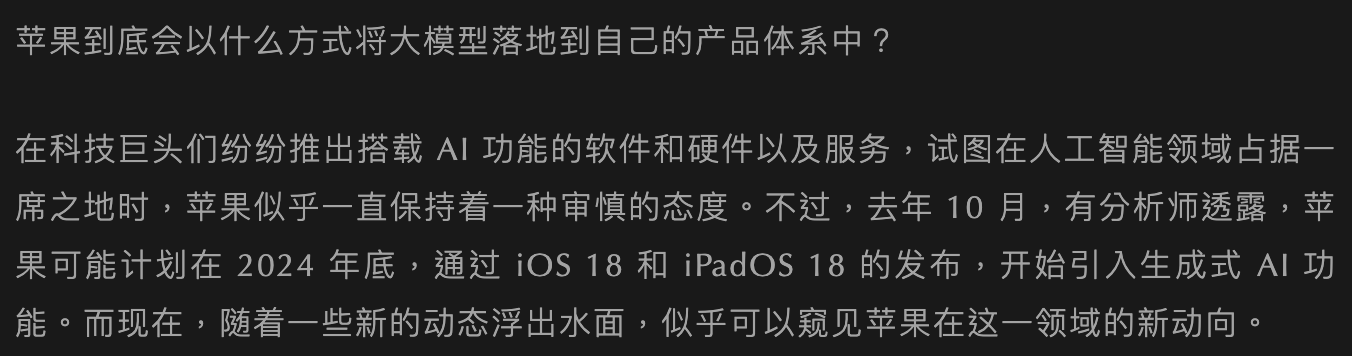 苹果到底会以什么方式将大模型落地到自己的产品体系中？
在科技巨头们纷纷推出搭载 AI 功能的软件和硬件以及服务，试图在人工智能领域占据一
席之地时，苹果似乎一直保持着一种审慎的态度。不过，去年 10 月，有分析师透露，苹
果可能计划在 2024 年底，通过 iOS 18 和 iPadOS 18 的发布，开始引入生成式 AI 功
能。而现在，随着一些新的动态浮出水面，似乎可以窥见苹果在这一领域的新动向。